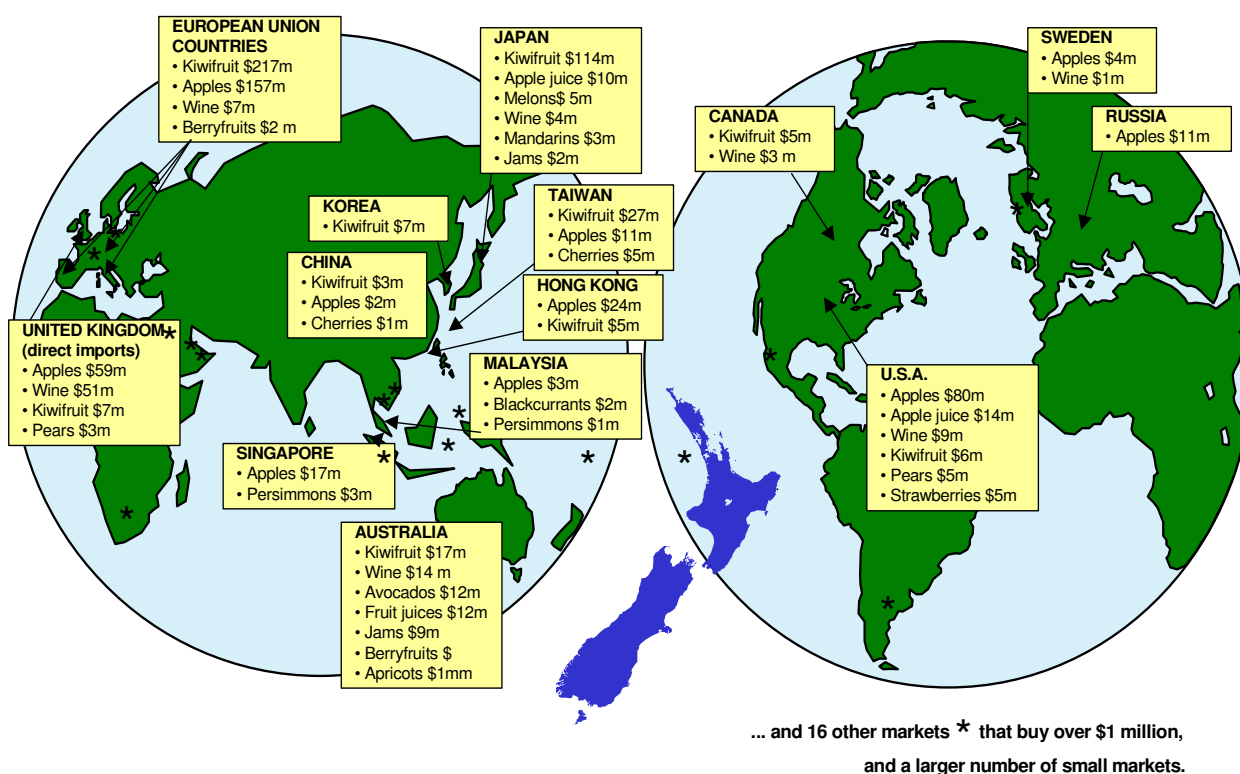 EUROPEAN UNION
COUNTRIES
• Kiwifruit $217m
• Apples $157m
• Wine $7m
• Berryfruits $2 m
JAPAN
• Kiwifruit $114m
• Apple juice $10m
• Melons$ 5m
• Wine $4m
• Mandarins $3m
• Jams $2m
KOREA
• Kiwifruit $7m
TAIWAN
• Kiwifruit $27m
• Apples $11m
• Cherries $5m
CHINA
• Kiwifruit $3m
• Apples $2m
• Cherries $1m
HONG KONG
• Apples $24m
• Kiwifruit $5m
UNITED KINGDOM
(direct imports)
• Apples $59m
• Wine $51m
• Kiwifruit $7m
• Pears $3m
MALAYSIA
• Apples $3m
• Blackcurrants $2m
• Persimmons $1m
SINGAPORE
• Apples $17m
• Persimmons $3m
AUSTRALIA
• Kiwifruit $17m
• Wine $14 m
• Avocados $12m
• Fruit juices $12m
• Jams $9m
• Berryfruits $
• Apricots $1mm
SWEDEN
• Apples $4m
• Wine $1m
CANADA
• Kiwifruit $5m
• Wine $3 m
RUSSIA
• Apples $11m
U.S.A.
• Apples $80m
• Apple juice $14m
• Wine $9m
• Kiwifruit $6m
• Pears $5m
• Strawberries $5m
... and 16 other markets * that buy over $1 million,
and a larger number of small markets.